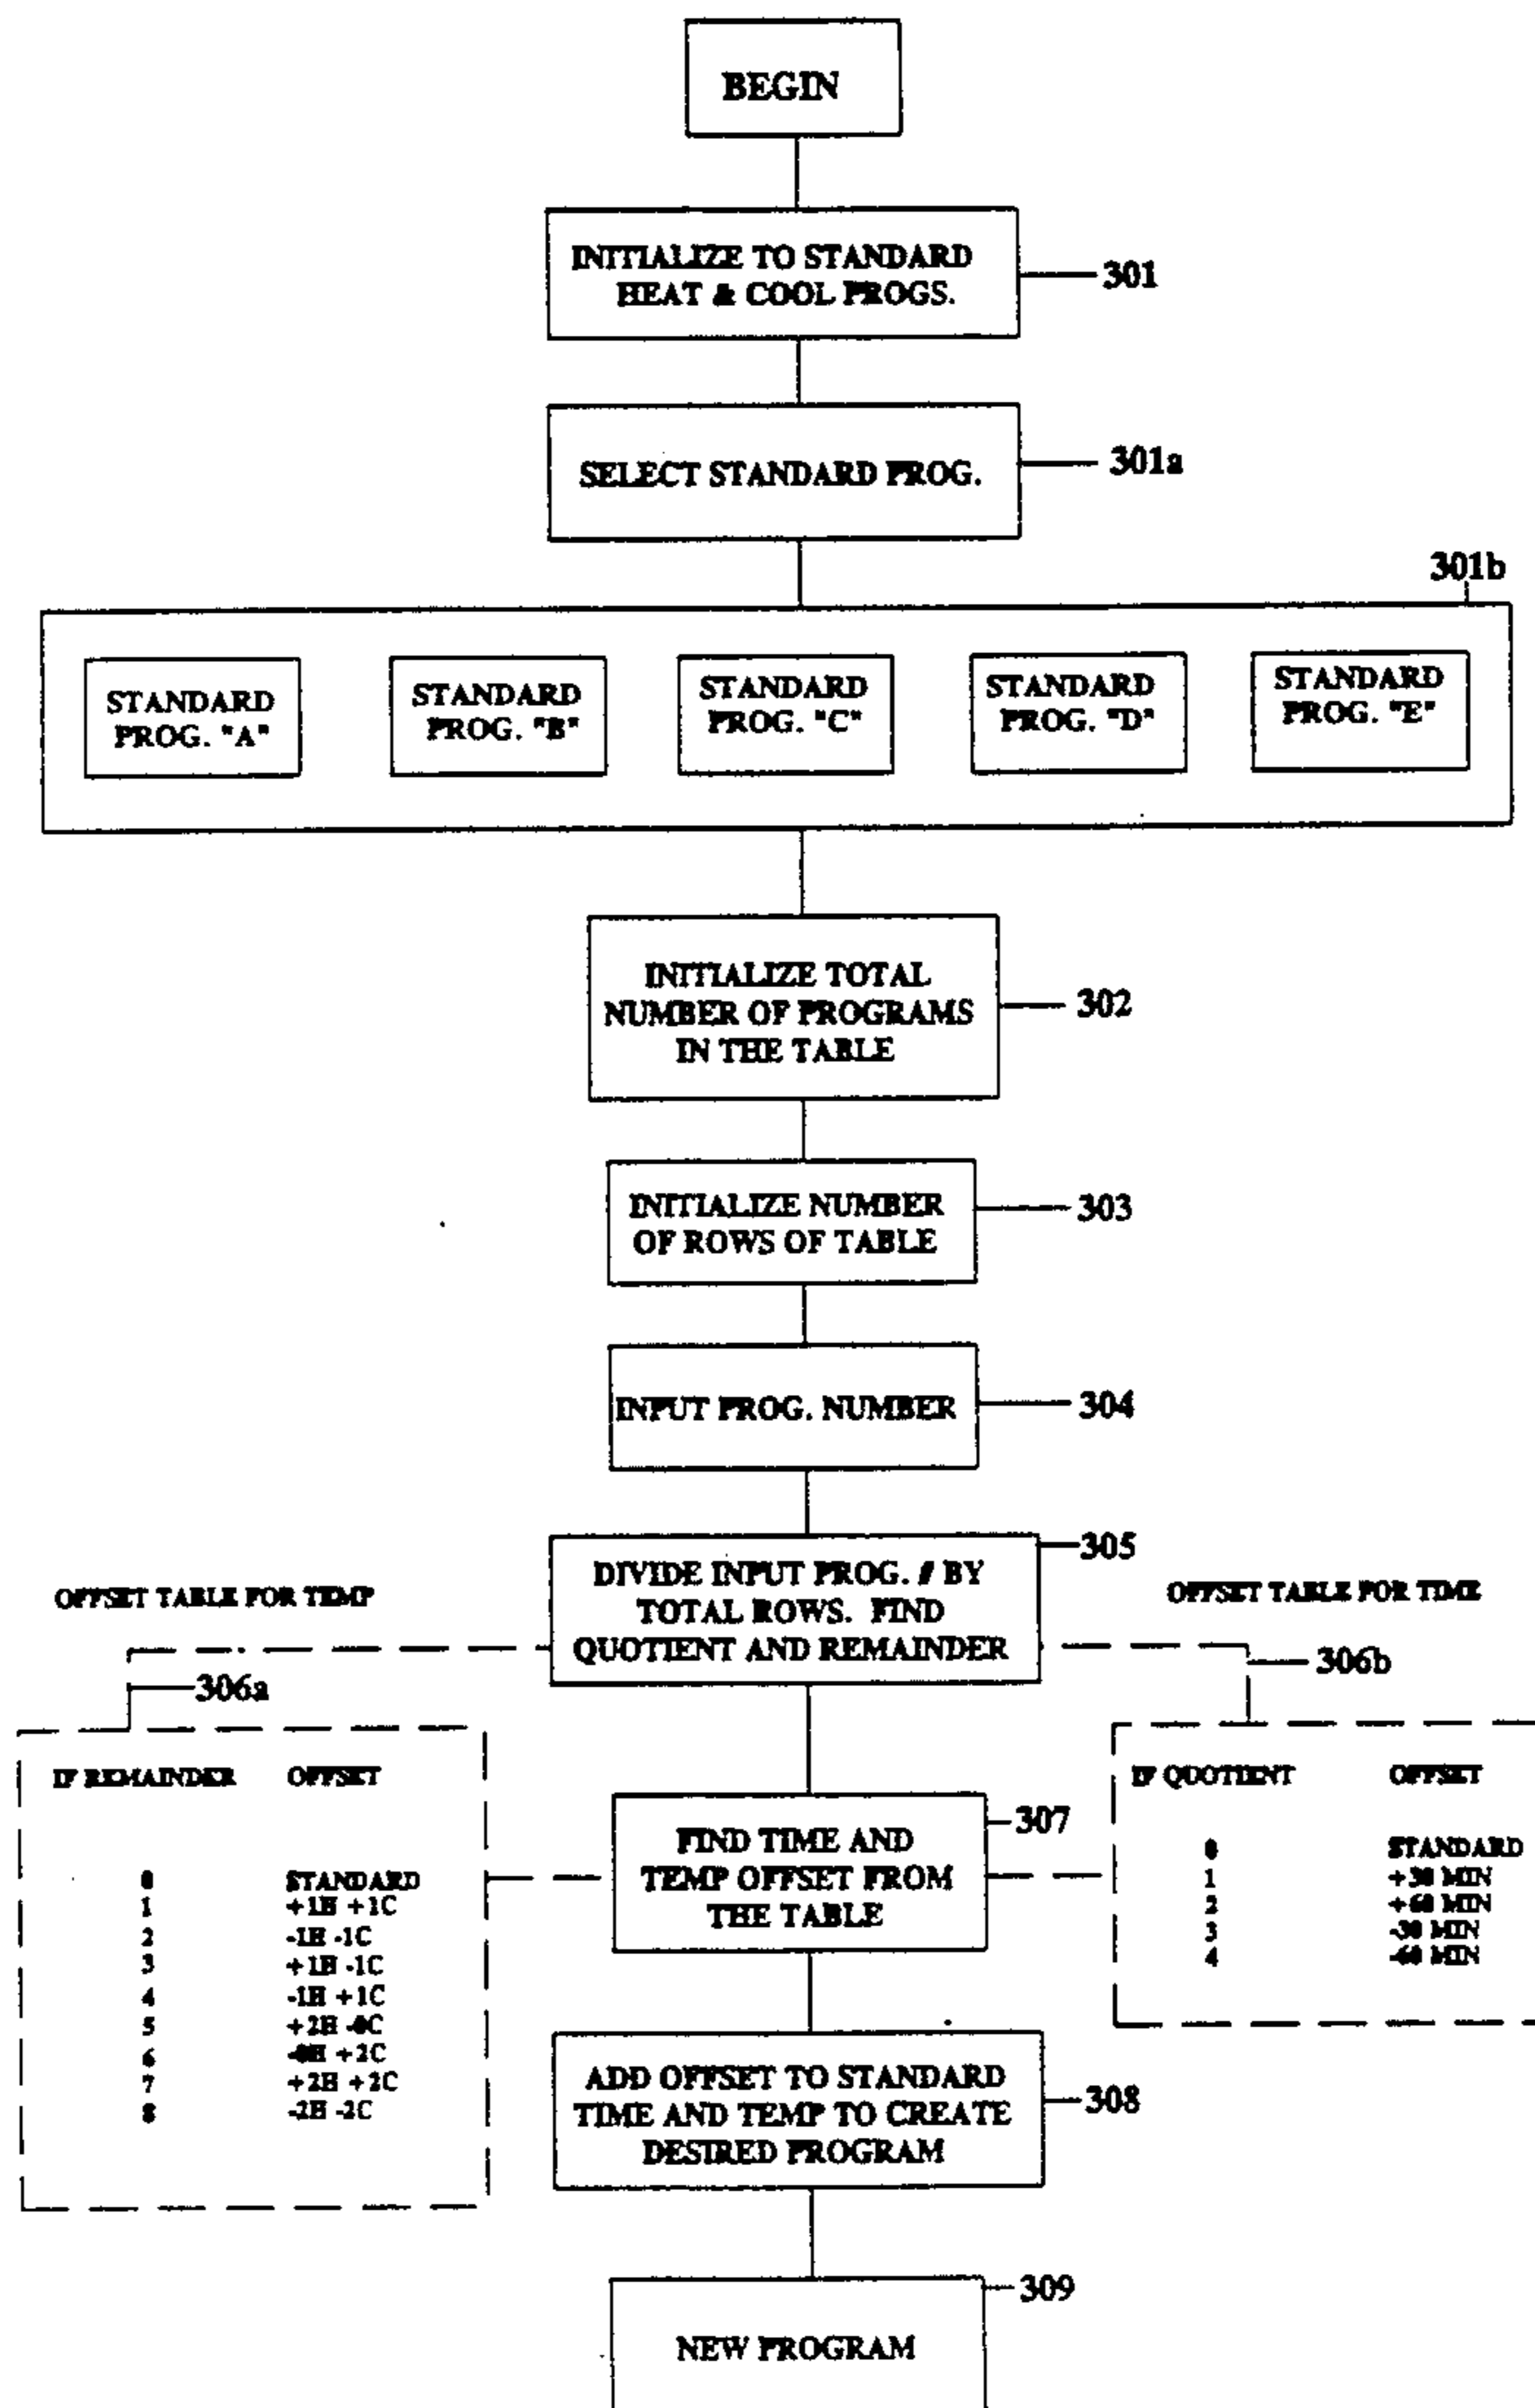 BEGIN
INITIALIZE TO STANDARD
HEAT & COOL PROGS.
301
SELECT STANDARD PROG.
301a
301b
STANDARD
PROG. "A"
STANDARD
PROG. "B"
STANDARD
PROG. "C"
STANDARD
PROG. "D"
STANDARD
PROG. "E"
INITIALIZE TOTAL
NUMBER OF PROGRAMS
IN THE TABLE
302
INITIALIZE NUMBER
OF ROWS OF TABLE
303
INPUT PROG. NUMBER
304
DIVIDE INPUT PROG. # BY
TOTAL ROWS. FIND
QUOTIENT AND REMAINDER
305
OFFSET TABLE FOR TEMP
306a
IF REMAINDER OFFSET
0 STANDARD
1 +1H +1C
2 -1H -1C
3 +1H -1C
4 -1H +1C
5 +2H -0C
6 -0H +2C
7 +2H +2C
8 -2H -2C
OFFSET TABLE FOR TIME
306b
IF QUOTIENT OFFSET
0 STANDARD
1 +30 MIN
2 +60 MIN
3 -30 MIN
4 -60 MIN
FIND TIME AND
TEMP OFFSET FROM
THE TABLE
307
ADD OFFSET TO STANDARD
TIME AND TEMP TO CREATE
DESIRED PROGRAM
308
NEW PROGRAM
309